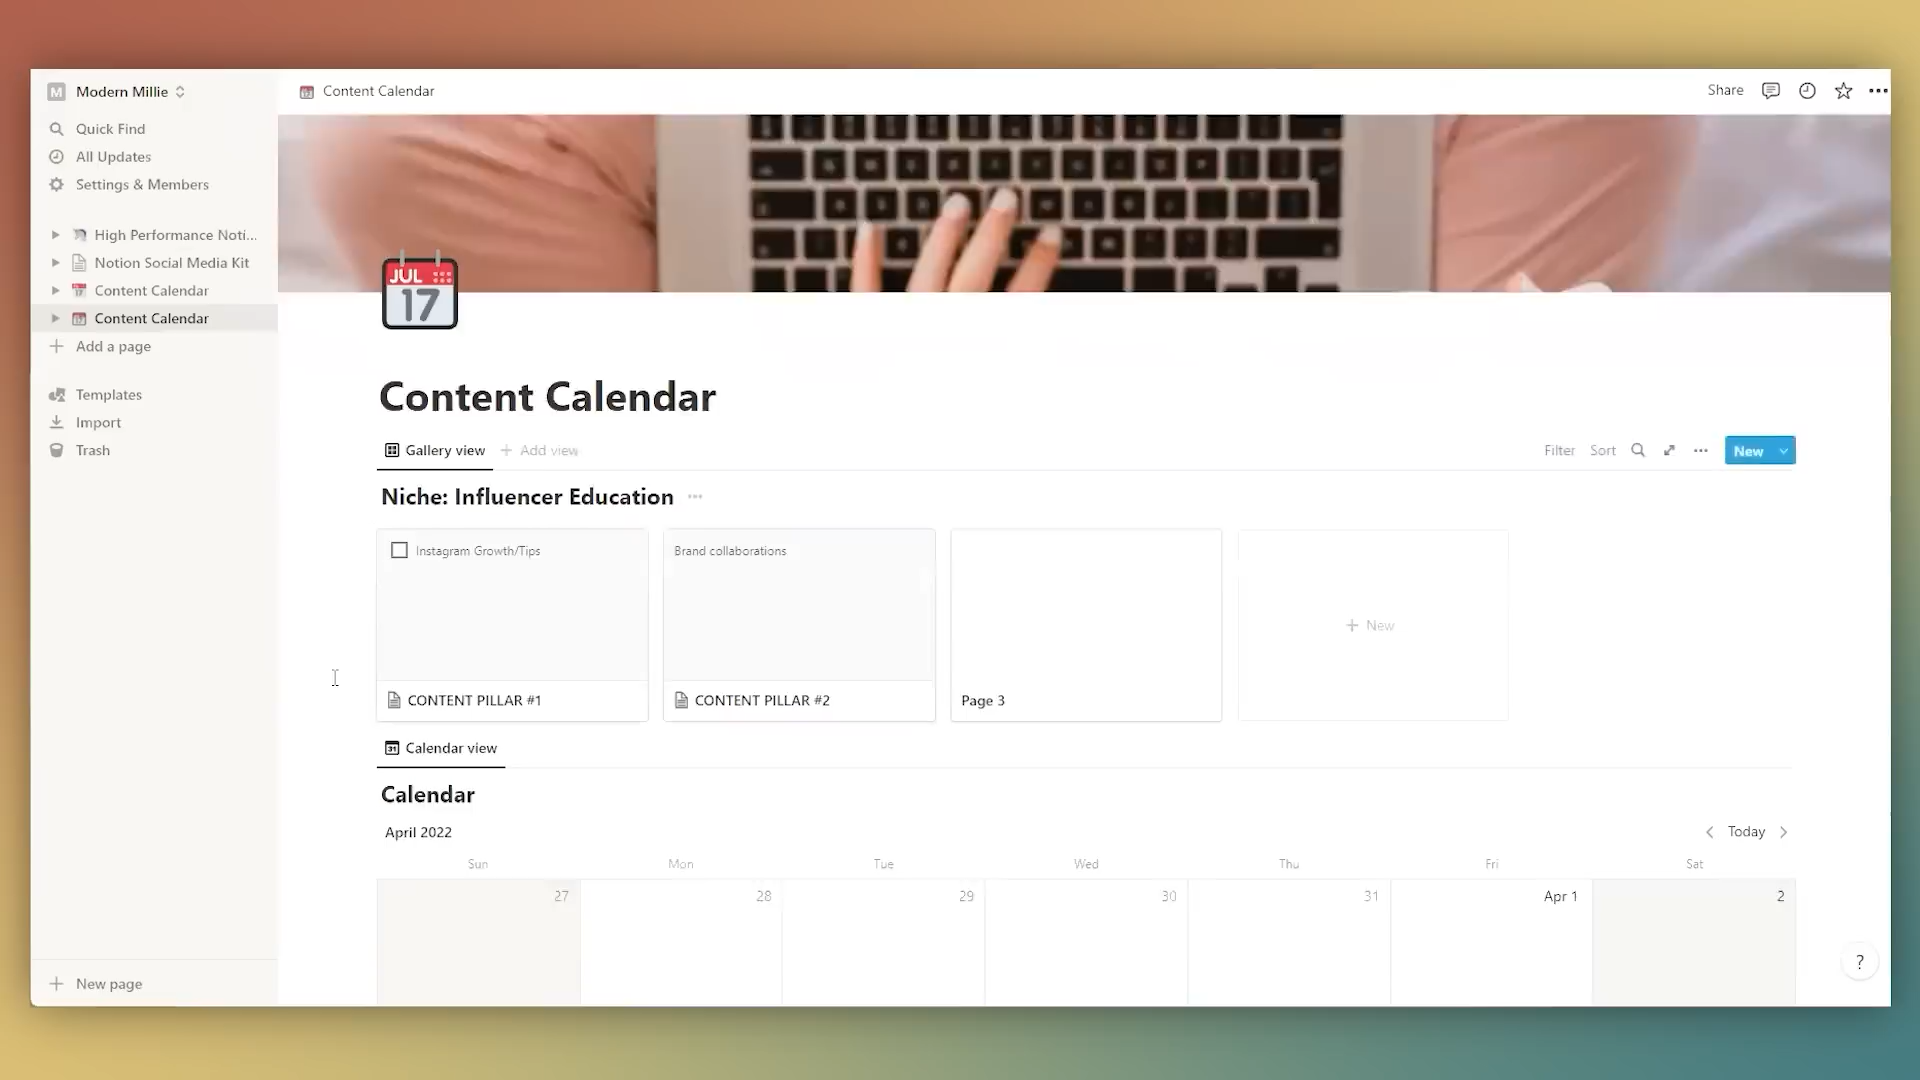 M Modern Millie
Content Calendar
Share
Quick Find
All Updates
Settings & Members
High Performance Noti...
Notion Social Media Kit
Content Calendar
Content Calendar
Add a page
Templates
Import
Trash
New page
JUL
17
Content Calendar
Gallery view + Add view
Filter Sort New
Niche: Influencer Education
Instagram Growth/Tips
Brand collaborations
+ New
CONTENT PILLAR #1
CONTENT PILLAR #2
Page 3
31 Calendar view
Calendar
April 2022
Today
Sun Mon Tue Wed Thu Fri Sat
27 28 29 30 31 Apr 1 2
?